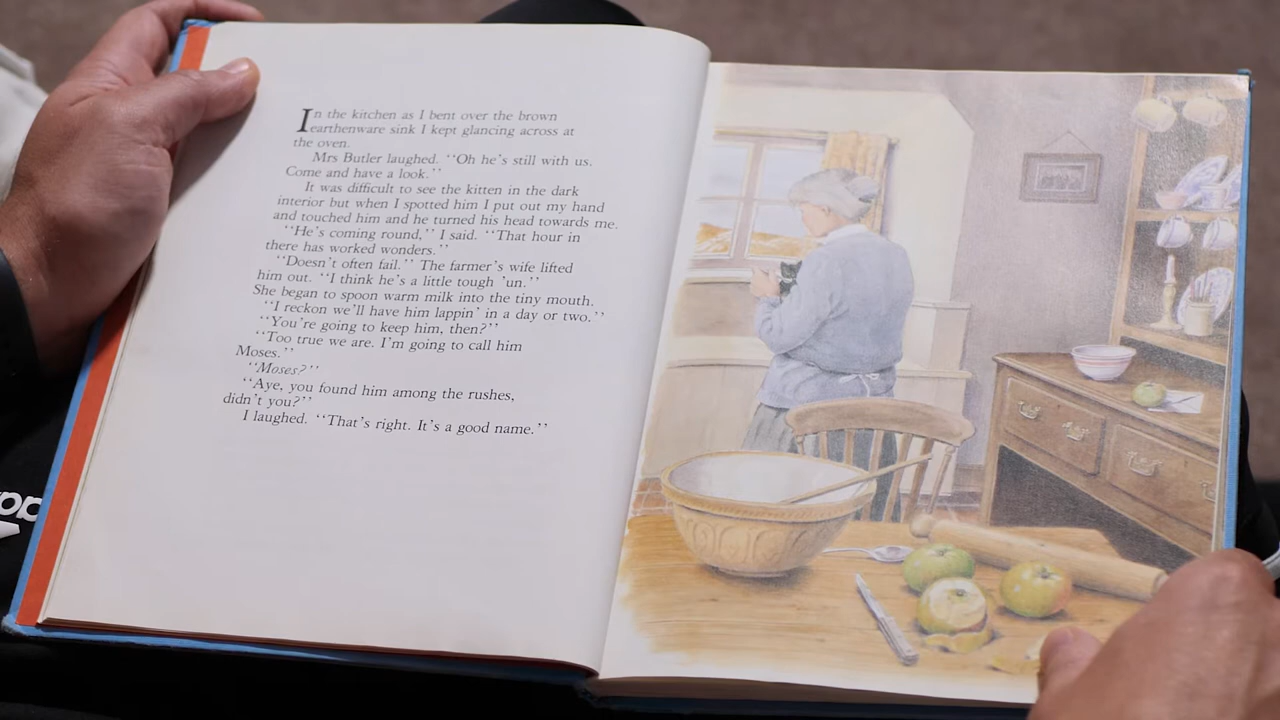 In the kitchen as I bent over the brown
earthenware sink I kept glancing across at
the oven.
Mrs Butler laughed. “Oh he's still with us.
Come and have a look.”
It was difficult to see the kitten in the dark
interior but when I spotted him I put out my hand
and touched him and he turned his head towards me.
“He's coming round,” I said. “That hour in
there has worked wonders.”
“Doesn't often fail.” The farmer's wife lifted
him out. “I think he's a little tough 'un.”
She began to spoon warm milk into the tiny mouth.
“I reckon we'll have him lappin' in a day or two.”
“You're going to keep him, then?”
“Too true we are. I'm going to call him
Moses.”
“Moses?”
“Aye, you found him among the rushes,
didn't you?”
I laughed. “That's right. It's a good name.”